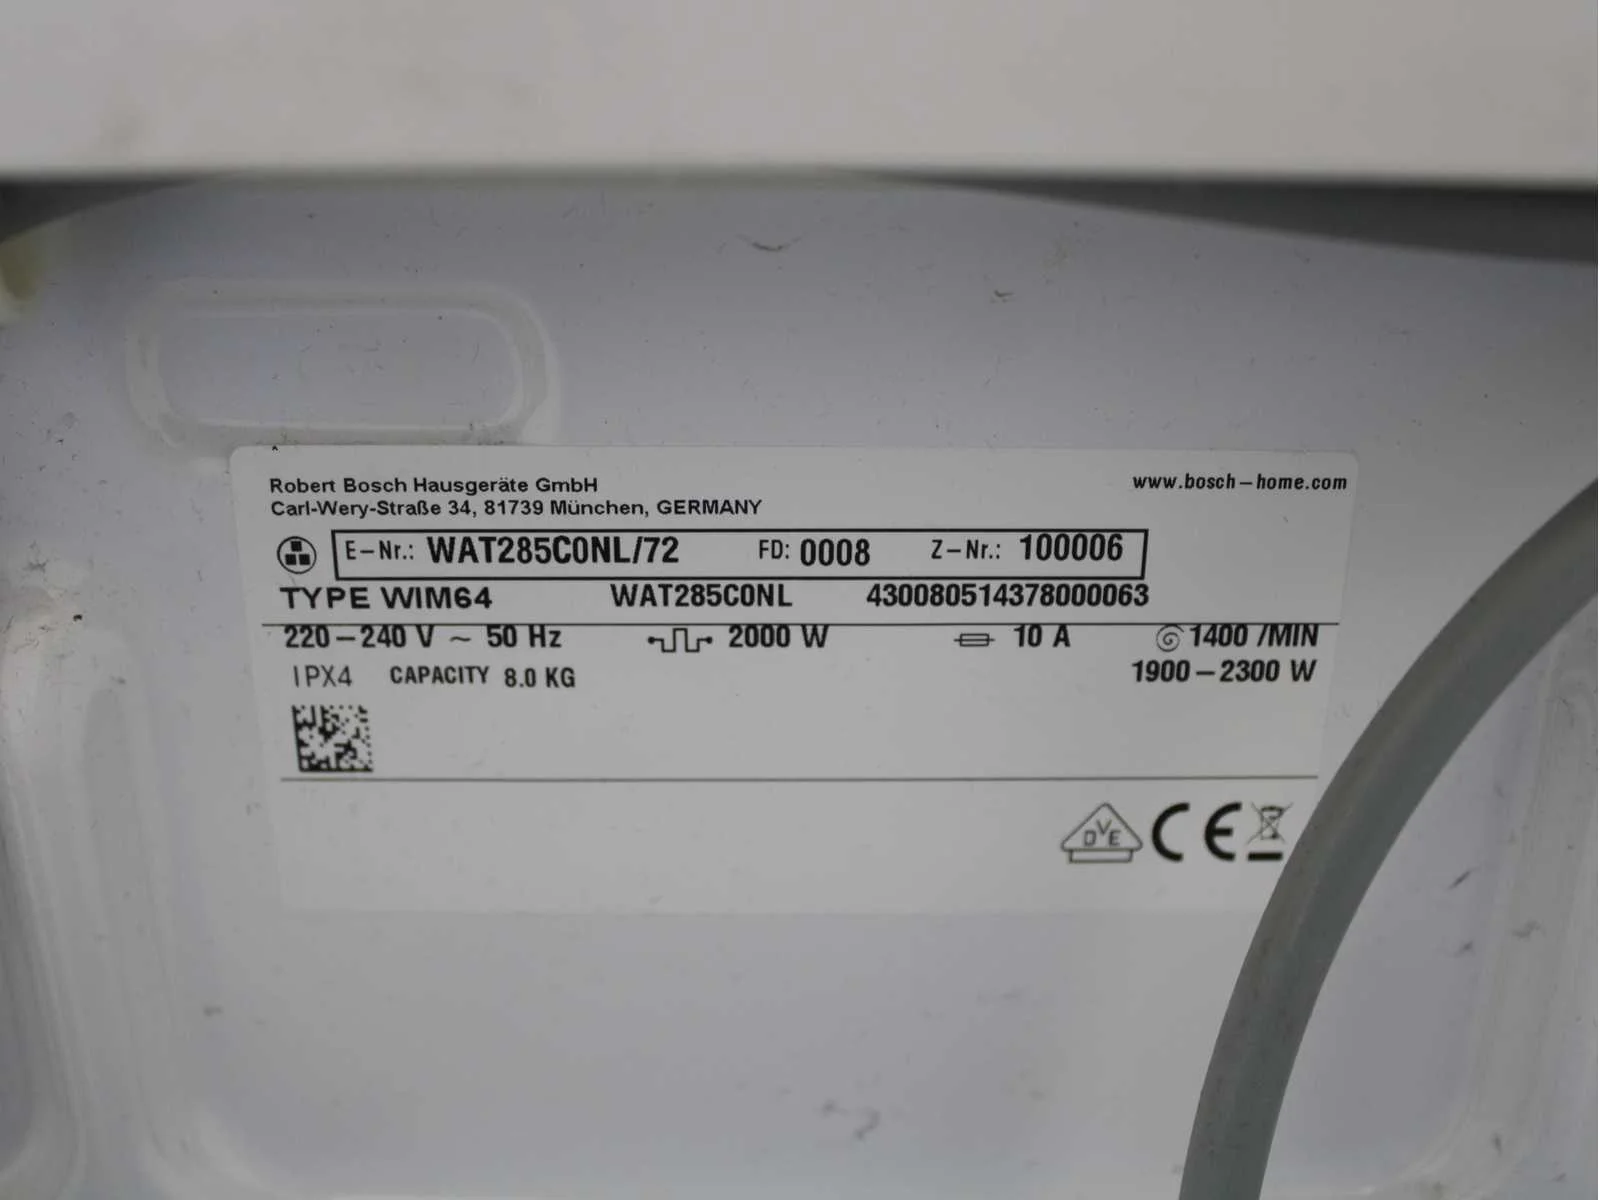 Robert Bosch Hausgeräte GmbH
www.bosch-home.com
Carl-Wery-Straße 34, 81739 München, GERMANY
E-Nr.: WAT285C0NL/72 FD: 0008 Z-Nr.: 100006
TYPE WIM64 WAT285C0NL 430080514378000063
220-240 V ~ 50 Hz 2000 W 10 A 1400 /MIN
IPX4 CAPACITY 8.0 KG 1900-2300 W
DVE CE